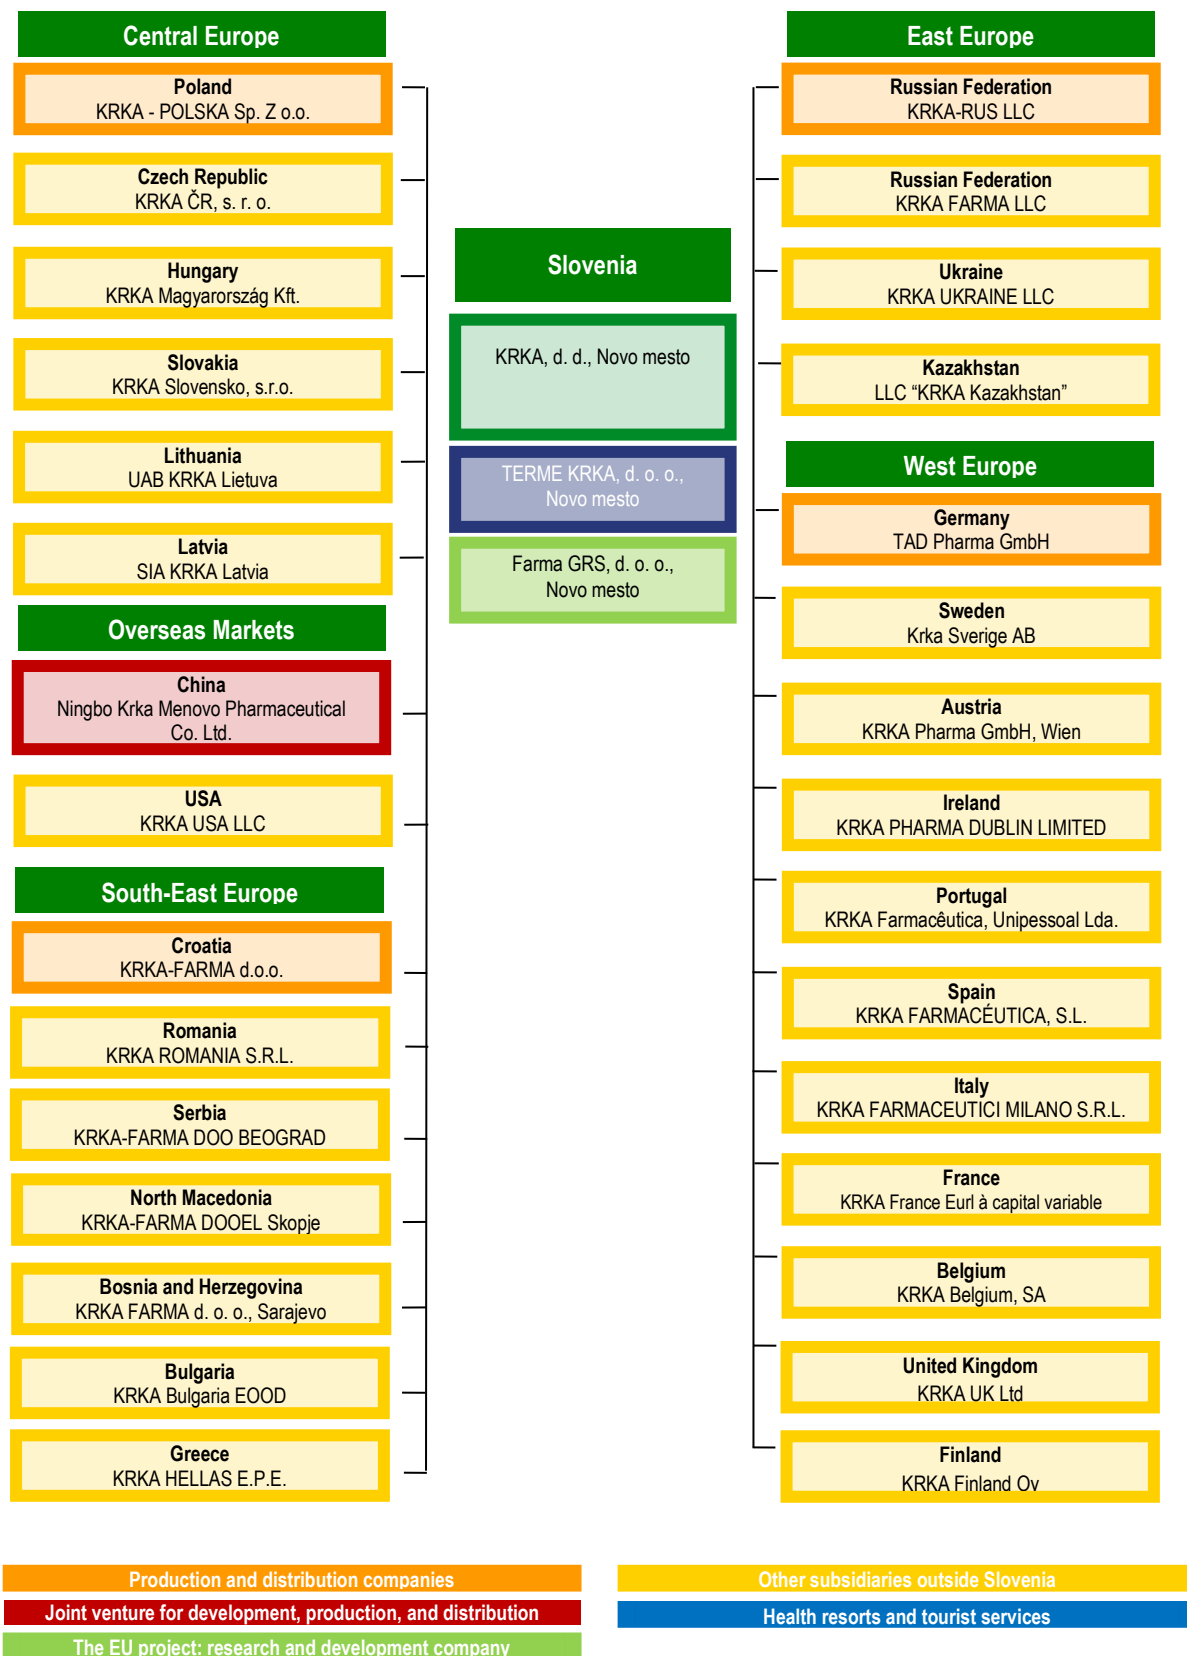 Central Europe
Poland
KRKA - POLSKA Sp. Z o.o.
Czech Republic
KRKA ČR, s. r. o.
Hungary
KRKA Magyarország Kft.
Slovakia
KRKA Slovensko, s.r.o.
Lithuania
UAB KRKA Lietuva
Latvia
SIA KRKA Latvia
Overseas Markets
China
Ningbo Krka Menovo Pharmaceutical
Co. Ltd.
USA
KRKA USA LLC
South-East Europe
Croatia
KRKA-FARMA d.o.o.
Romania
KRKA ROMANIA S.R.L.
Serbia
KRKA-FARMA DOO BEOGRAD
North Macedonia
KRKA-FARMA DOOEL Skopje
Bosnia and Herzegovina
KRKA FARMA d. o. o., Sarajevo
Bulgaria
KRKA Bulgaria EOOD
Greece
KRKA HELLAS E.P.E.
Slovenia
KRKA, d. d., Novo mesto
TERME KRKA, d. o. o.,
Novo mesto
Farma GRS, d. o. o.,
Novo mesto
East Europe
Russian Federation
KRKA-RUS LLC
Russian Federation
KRKA FARMA LLC
Ukraine
KRKA UKRAINE LLC
Kazakhstan
LLC “KRKA Kazakhstan”
West Europe
Germany
TAD Pharma GmbH
Sweden
Krka Sverige AB
Austria
KRKA Pharma GmbH, Wien
Ireland
KRKA PHARMA DUBLIN LIMITED
Portugal
KRKA Farmacêutica, Unipessoal Lda.
Spain
KRKA FARMACÉUTICA, S.L.
Italy
KRKA FARMACEUTICI MILANO S.R.L.
France
KRKA France Eurl à capital variable
Belgium
KRKA Belgium, SA
United Kingdom
KRKA UK Ltd
Finland
KRKA Finland Oy
Production and distribution companies
Joint venture for development, production, and distribution
The EU project: research and development company
Other subsidiaries outside Slovenia
Health resorts and tourist services